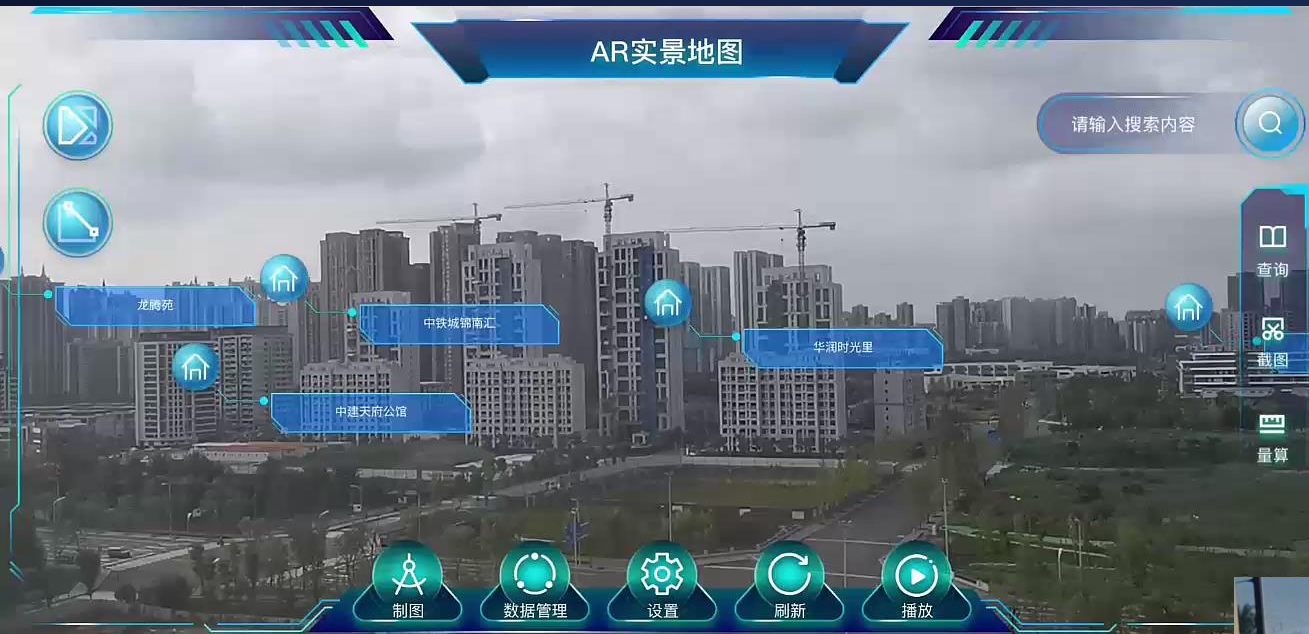 AR实景地图
请输入搜索内容
查询
龙腾苑
中铁城锦南汇
华润时光里
截图
中建天府公馆
量算
制图
数据管理
设置
刷新
播放